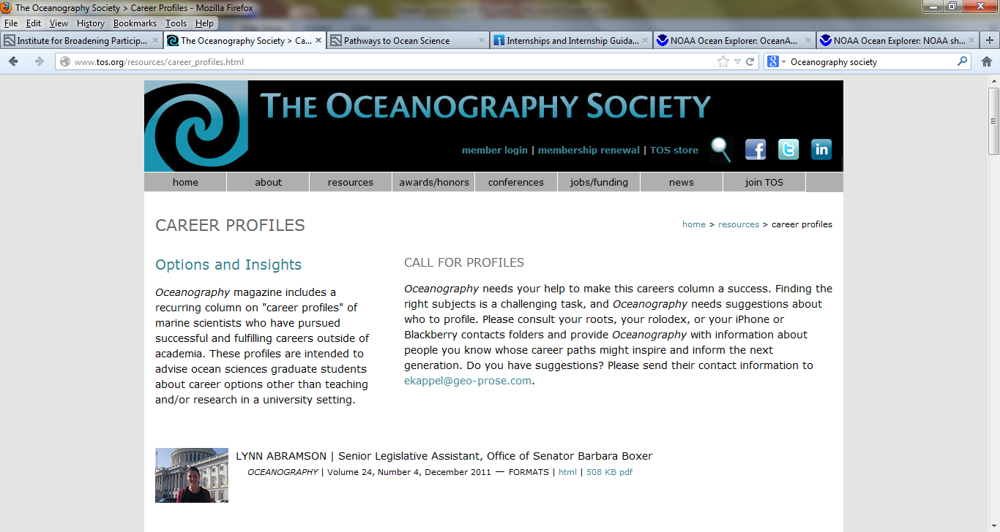 The Oceanography Society > Career Profiles - Mozilla Firefox
File Edit View History Bookmarks Tools Help
Institute for Broadening Particip...
The Oceanography Society > Ca...
Pathways to Ocean Science
Internships and Internship Guida...
NOAA Ocean Explorer: OceanA...
NOAA Ocean Explorer: NOAA sh...
www.tos.org/resources/career_profiles.html
Oceanography society
THE OCEANOGRAPHY SOCIETY
member login | membership renewal | TOS store
home about resources awards/honors conferences jobs/funding news join TOS
CAREER PROFILES
home > resources > career profiles
Options and Insights
Oceanography magazine includes a
recurring column on "career profiles" of
marine scientists who have pursued
successful and fulfilling careers outside of
academia. These profiles are intended to
advise ocean sciences graduate students
about career options other than teaching
and/or research in a university setting.
CALL FOR PROFILES
Oceanography needs your help to make this careers column a success. Finding the
right subjects is a challenging task, and Oceanography needs suggestions about
who to profile. Please consult your roots, your rolodex, or your iPhone or
Blackberry contacts folders and provide Oceanography with information about
people you know whose career paths might inspire and inform the next
generation. Do you have suggestions? Please send their contact information to
ekappel@geo-prose.com.
LYNN ABRAMSON | Senior Legislative Assistant, Office of Senator Barbara Boxer
OCEANOGRAPHY | Volume 24, Number 4, December 2011 — FORMATS | html | 508 KB pdf